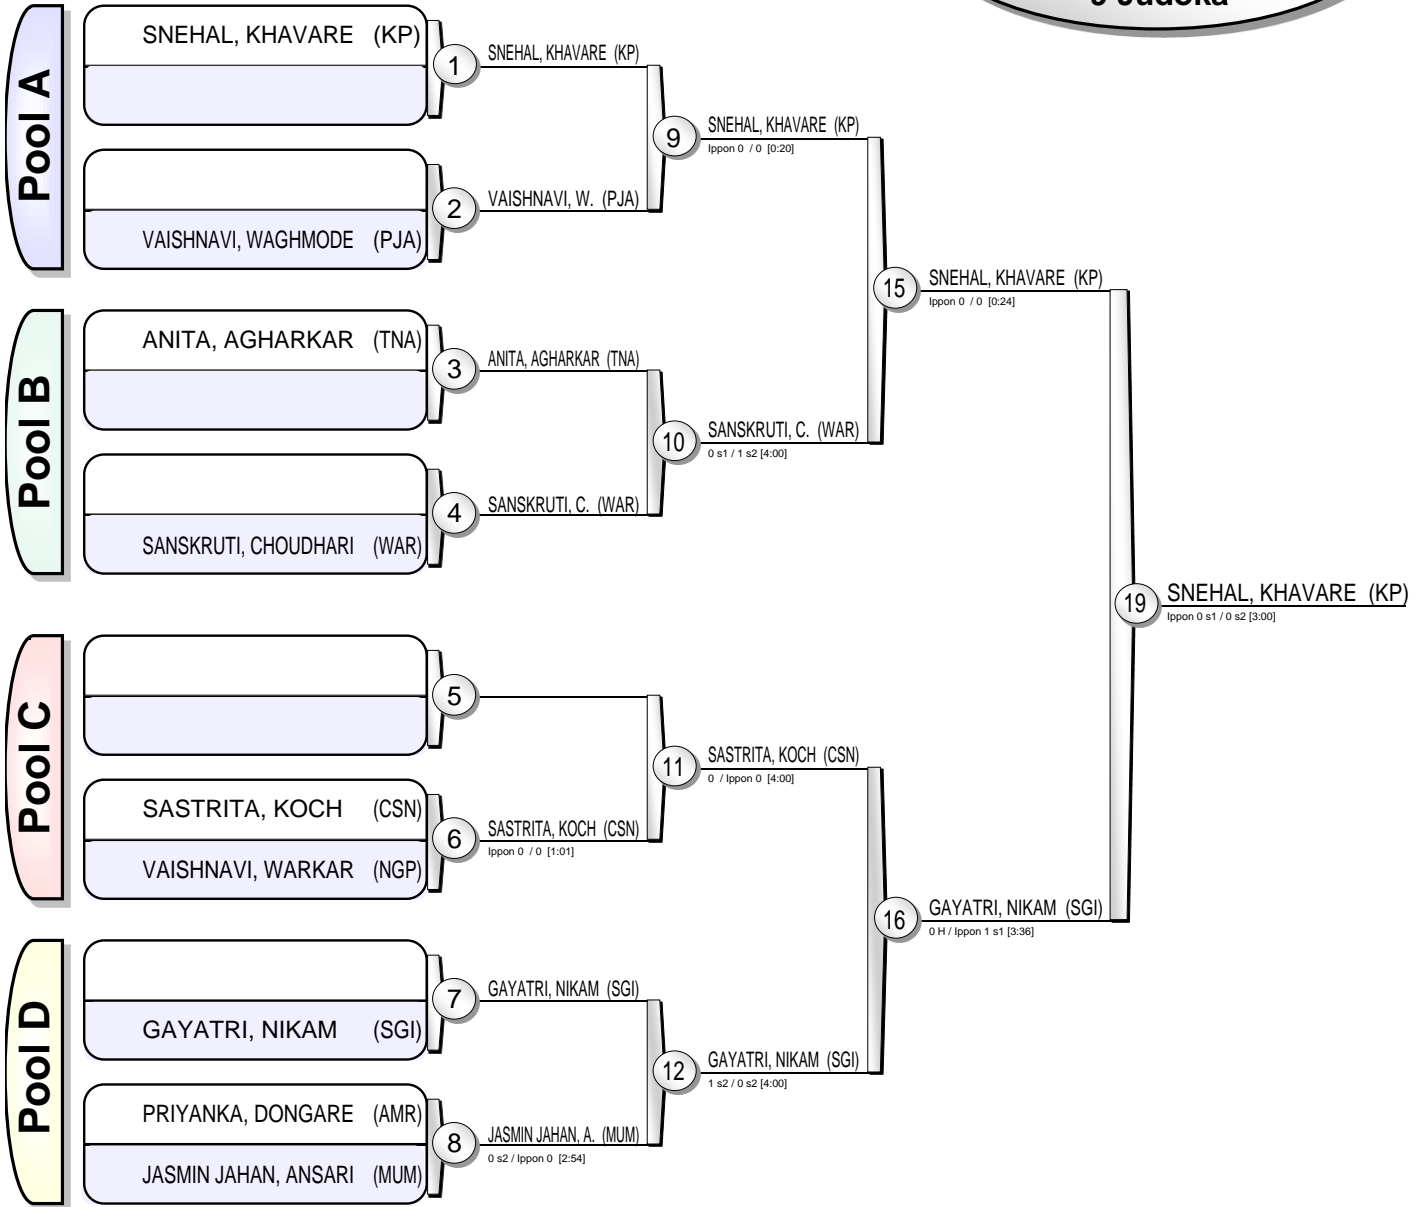 9 Judoka
Pool A
SNEHAL, KHAVARE (KP)
1
SNEHAL, KHAVARE (KP)
VAISHNAVI, WAGHMODE (PJA)
2
VAISHNAVI, W. (PJA)
9
SNEHAL, KHAVARE (KP)
Ippon 0 / 0 [0:20]
Pool B
ANITA, AGHARKAR (TNA)
3
ANITA, AGHARKAR (TNA)
SANSKRUTI, CHOUDHARI (WAR)
4
SANSKRUTI, C. (WAR)
10
SANSKRUTI, C. (WAR)
0 s1 / 1 s2 [4:00]
15
SNEHAL, KHAVARE (KP)
Ippon 0 / 0 [0:24]
Pool C
5
SASTRITA, KOCH (CSN)
VAISHNAVI, WARKAR (NGP)
6
SASTRITA, KOCH (CSN)
Ippon 0 / 0 [1:01]
11
SASTRITA, KOCH (CSN)
0 / Ippon 0 [4:00]
Pool D
GAYATRI, NIKAM (SGI)
7
GAYATRI, NIKAM (SGI)
PRIYANKA, DONGARE (AMR)
JASMIN JAHAN, ANSARI (MUM)
8
JASMIN JAHAN, A. (MUM)
0 s2 / Ippon 0 [2:54]
12
GAYATRI, NIKAM (SGI)
1 s2 / 0 s2 [4:00]
16
GAYATRI, NIKAM (SGI)
0 H / Ippon 1 s1 [3:36]
19
SNEHAL, KHAVARE (KP)
Ippon 0 s1 / 0 s2 [3:00]